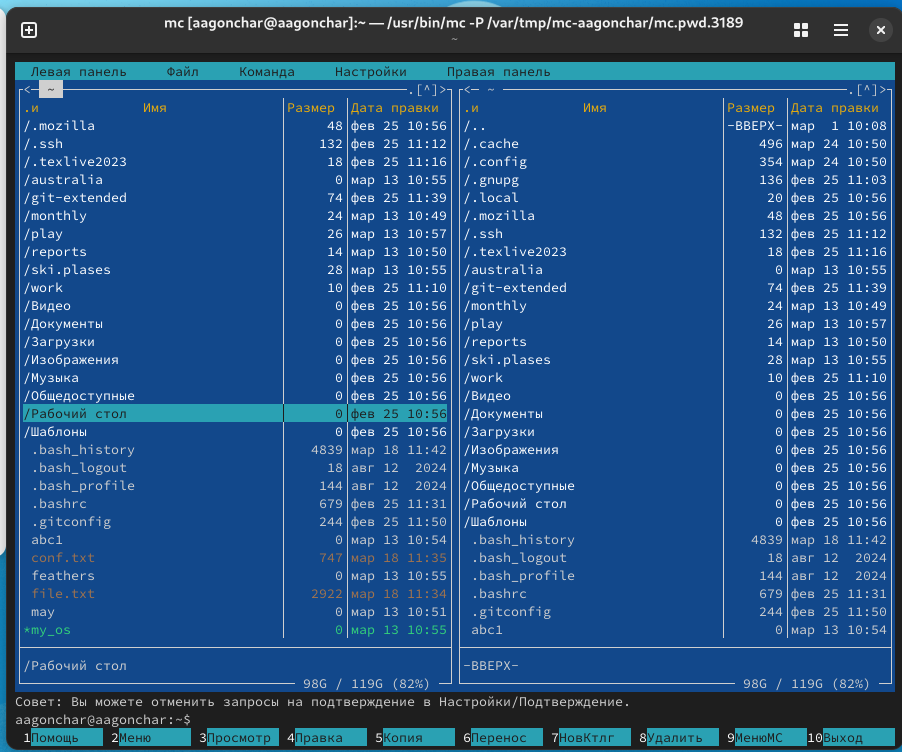 mc [aagonchar@aagonchar]:~ — /usr/bin/mc -P /var/tmp/mc-aagonchar/mc.pwd.3189
~
Левая панель Файл Команда Настройки Правая панель
<─ ~ .[^]> <─ ~ .[^]>
.и Имя Размер Дата правки .и Имя Размер Дата правки
/.mozilla 48 фев 25 10:56 /.. -ВВЕРХ- мар 1 10:08
/.ssh 132 фев 25 11:12 /.cache 496 мар 24 10:50
/.texlive2023 18 фев 25 11:16 /.config 354 мар 24 10:50
/australia 0 мар 13 10:55 /.gnupg 136 фев 25 11:03
/git-extended 74 фев 25 11:39 /.local 20 фев 25 10:56
/monthly 24 мар 13 10:49 /.mozilla 48 фев 25 10:56
/play 26 мар 13 10:57 /.ssh 132 фев 25 11:12
/reports 14 мар 13 10:50 /.texlive2023 18 фев 25 11:16
/ski.plases 28 мар 13 10:55 /australia 0 мар 13 10:55
/work 10 фев 25 11:10 /git-extended 74 фев 25 11:39
/Видео 0 фев 25 10:56 /monthly 24 мар 13 10:49
/Документы 0 фев 25 10:56 /play 26 мар 13 10:57
/Загрузки 0 фев 25 10:56 /reports 14 мар 13 10:50
/Изображения 0 фев 25 10:56 /ski.plases 28 мар 13 10:55
/Музыка 0 фев 25 10:56 /work 10 фев 25 11:10
/Общедоступные 0 фев 25 10:56 /Видео 0 фев 25 10:56
/Рабочий стол 0 фев 25 10:56 /Документы 0 фев 25 10:56
/Шаблоны 0 фев 25 10:56 /Загрузки 0 фев 25 10:56
.bash_history 4839 мар 18 11:42 /Изображения 0 фев 25 10:56
.bash_logout 18 авг 12 2024 /Музыка 0 фев 25 10:56
.bash_profile 144 авг 12 2024 /Общедоступные 0 фев 25 10:56
.bashrc 679 фев 25 11:31 /Рабочий стол 0 фев 25 10:56
.gitconfig 244 фев 25 11:50 /Шаблоны 0 фев 25 10:56
abc1 0 мар 13 10:54 .bash_history 4839 мар 18 11:42
conf.txt 747 мар 18 11:35 .bash_logout 18 авг 12 2024
feathers 0 мар 13 10:55 .bash_profile 144 авг 12 2024
file.txt 2922 мар 18 11:34 .bashrc 679 фев 25 11:31
may 0 мар 13 10:51 .gitconfig 244 фев 25 11:50
*my_os 0 мар 13 10:55 abc1 0 мар 13 10:54
/Рабочий стол -ВВЕРХ-
98G / 119G (82%) 98G / 119G (82%)
Совет: Вы можете отменить запросы на подтверждение в Настройки/Подтверждение.
aagonchar@aagonchar:~$
1Помощь 2Меню 3Просмотр 4Правка 5Копия 6Перенос 7НовКтлг 8Удалить 9МенюМС 10Выход